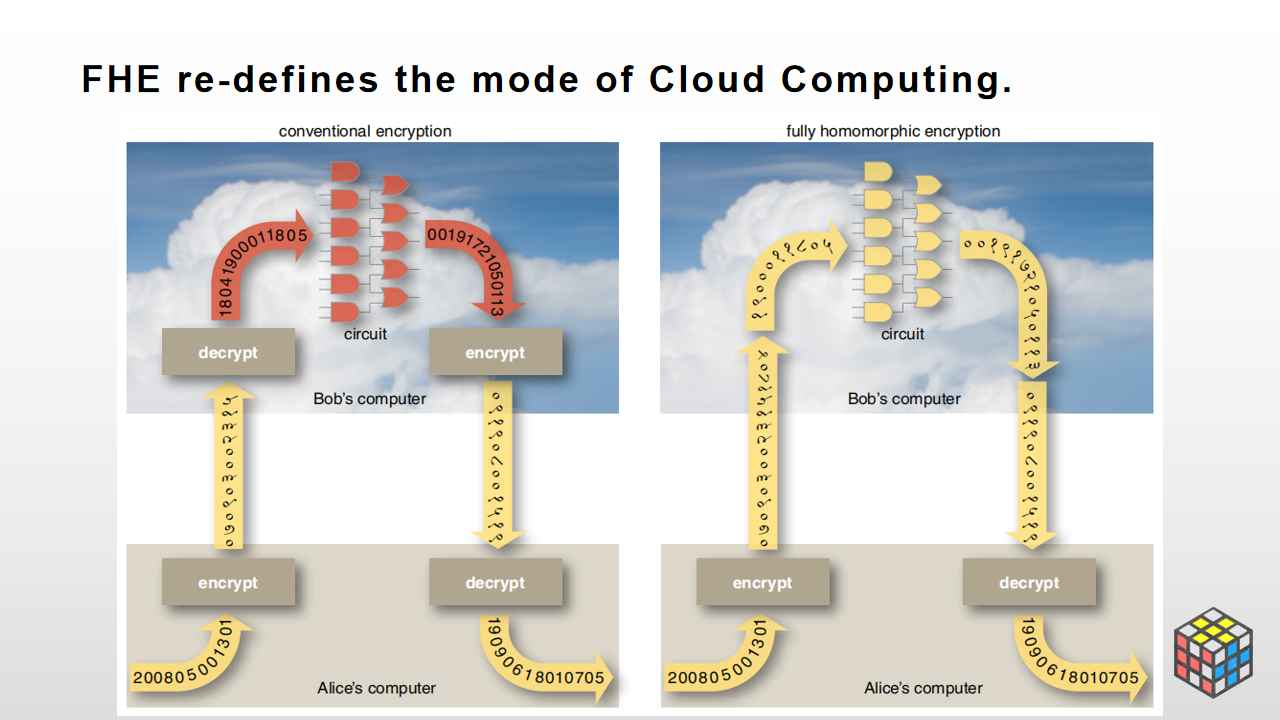 FHE re-defines the mode of Cloud Computing.
conventional encryption
18041900011805
00191721050113
circuit
decrypt
encrypt
Bob's computer
encrypt
decrypt
200805001301
19090618010705
Alice's computer
fully homomorphic encryption
circuit
Bob's computer
encrypt
decrypt
200805001301
19090618010705
Alice's computer